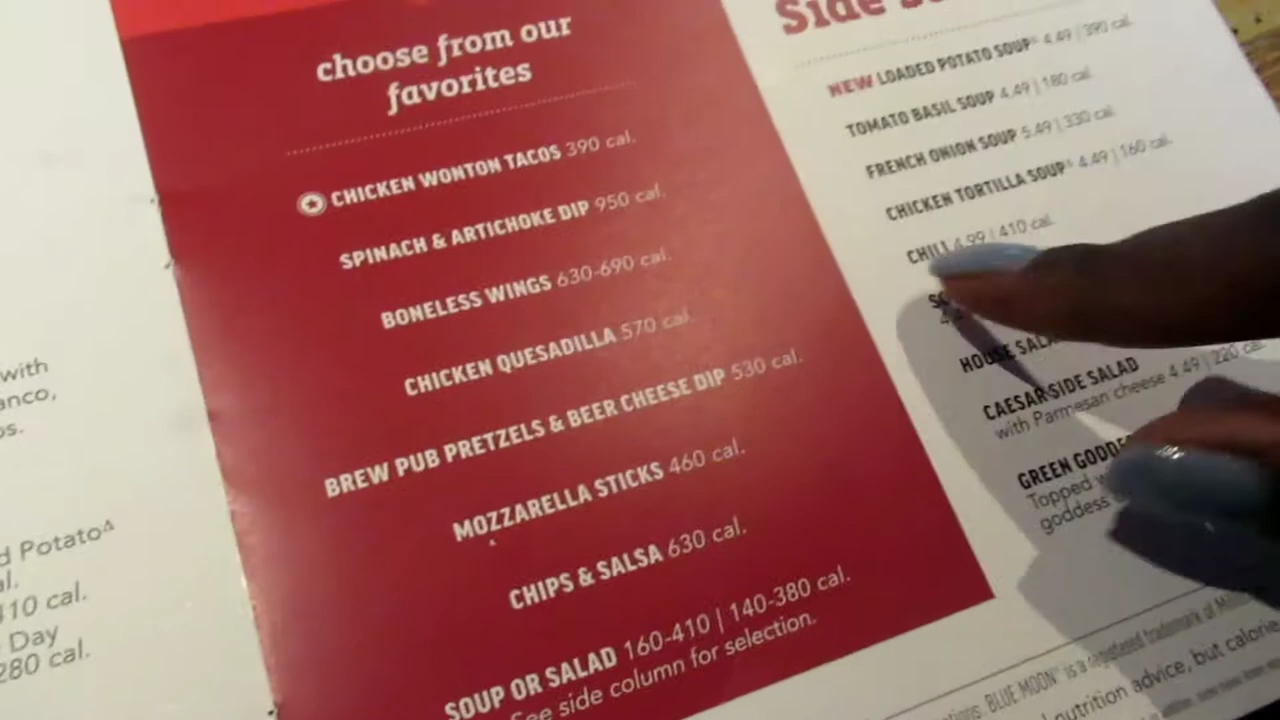 choose from our
favorites
CHICKEN WONTON TACOS 390 cal.
SPINACH & ARTICHOKE DIP 950 cal.
BONELESS WINGS 630-690 cal.
CHICKEN QUESADILLA 570 cal.
BREW PUB PRETZELS & BEER CHEESE DIP 530 cal.
MOZZARELLA STICKS 460 cal.
CHIPS & SALSA 630 cal.
SOUP OR SALAD 160-410 | 140-380 cal.
See side column for selection.
Side
NEW LOADED POTATO SOUP 4.49 | 390 cal.
TOMATO BASIL SOUP 4.49 | 180 cal.
FRENCH ONION SOUP 5.49 | 330 cal.
CHICKEN TORTILLA SOUP 4.49 | 160 cal.
CHILI 4.99 | 410 cal.
HOUSE
CAESAR SIDE SALAD
with Parmesan cheese 4.49 | 220 cal.
GREEN
Topped
goddess
with
Potato△
10 cal.
Day
280 cal.
BLUE MOON® is a registered trademark of
nutrition advice, but